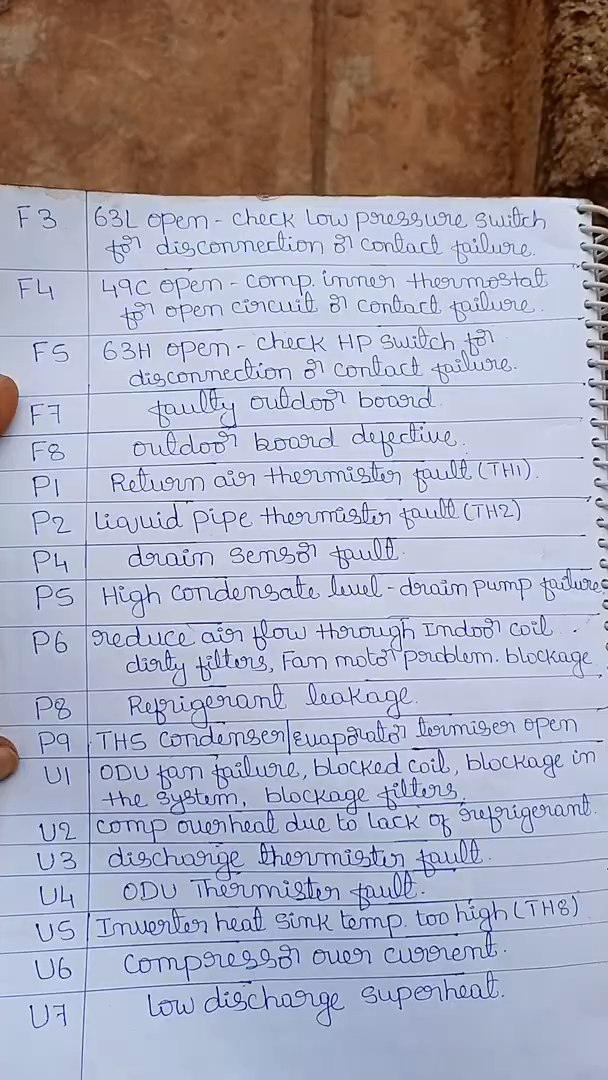 F3 63L open - check low pressure switch
for disconnection or contact failure.
F4 49C open - comp. inner thermostat
for open circuit or contact failure.
F5 63H open - check HP switch for
disconnection or contact failure.
F7 faulty outdoor board
F8 outdoor board defective.
P1 Return air thermister fault (TH1).
P2 liquid pipe thermister fault (TH2)
P4 drain sensor fault.
P5 High condensate level - drain pump failure
P6 reduce air flow through Indoor coil.
dirty filters, Fan motor problem. blockage
P8 Refrigerant leakage.
P9 TH5 condenser/Evaporator termiser open
U1 ODU fan failure, blocked coil, blockage in
the system, blockage filters.
U2 comp overheat due to lack of refrigerant.
U3 discharge thermister fault.
U4 ODU Thermister fault.
U5 Inverter heat sink temp. too high (TH8)
U6 compressor over current.
U7 low discharge superheat.